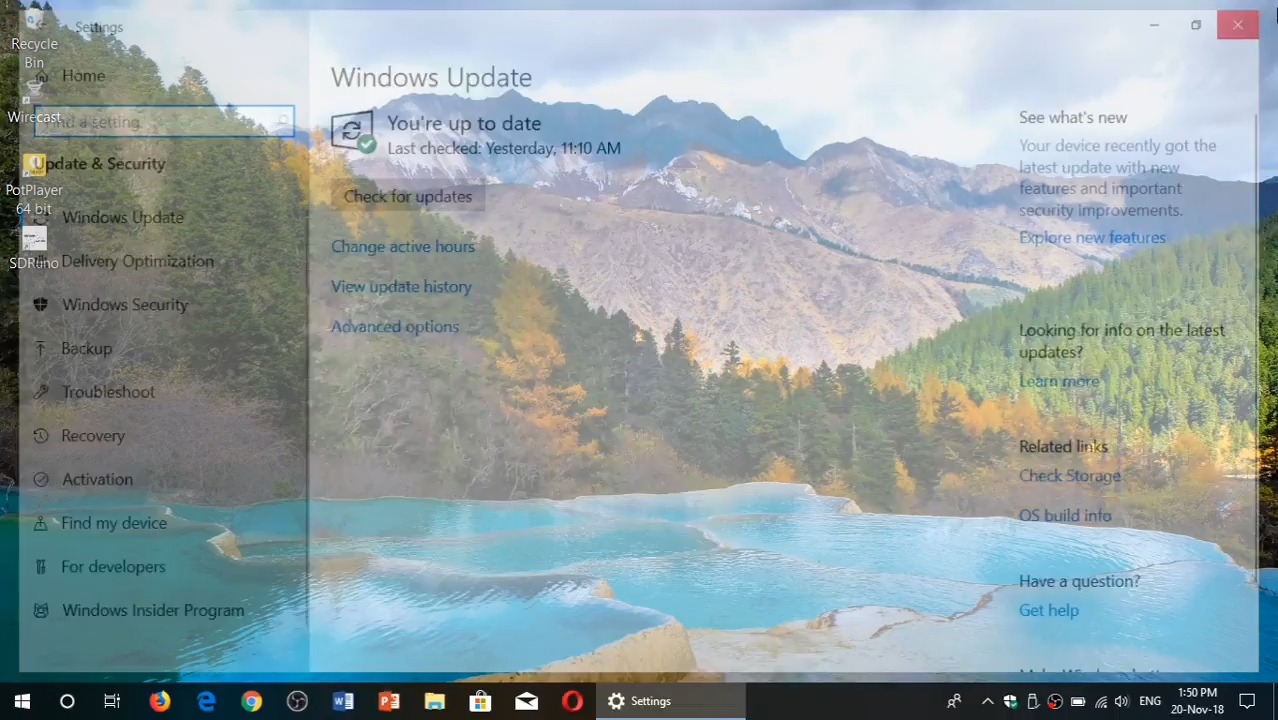 Settings
Recycle
Bin
Wirecast
PotPlayer
64 bit
SDRuno
Home
Find a setting
Update & Security
Windows Update
Delivery Optimization
Windows Security
Backup
Troubleshoot
Recovery
Activation
Find my device
For developers
Windows Insider Program
Windows Update
You're up to date
Last checked: Yesterday, 11:10 AM
Check for updates
Change active hours
View update history
Advanced options
See what's new
Your device recently got the
latest update with new
features and important
security improvements.
Explore new features
Looking for info on the latest
updates?
Learn more
Related links
Check Storage
OS build info
Have a question?
Get help
Settings
ENG
1:50 PM
20-Nov-18